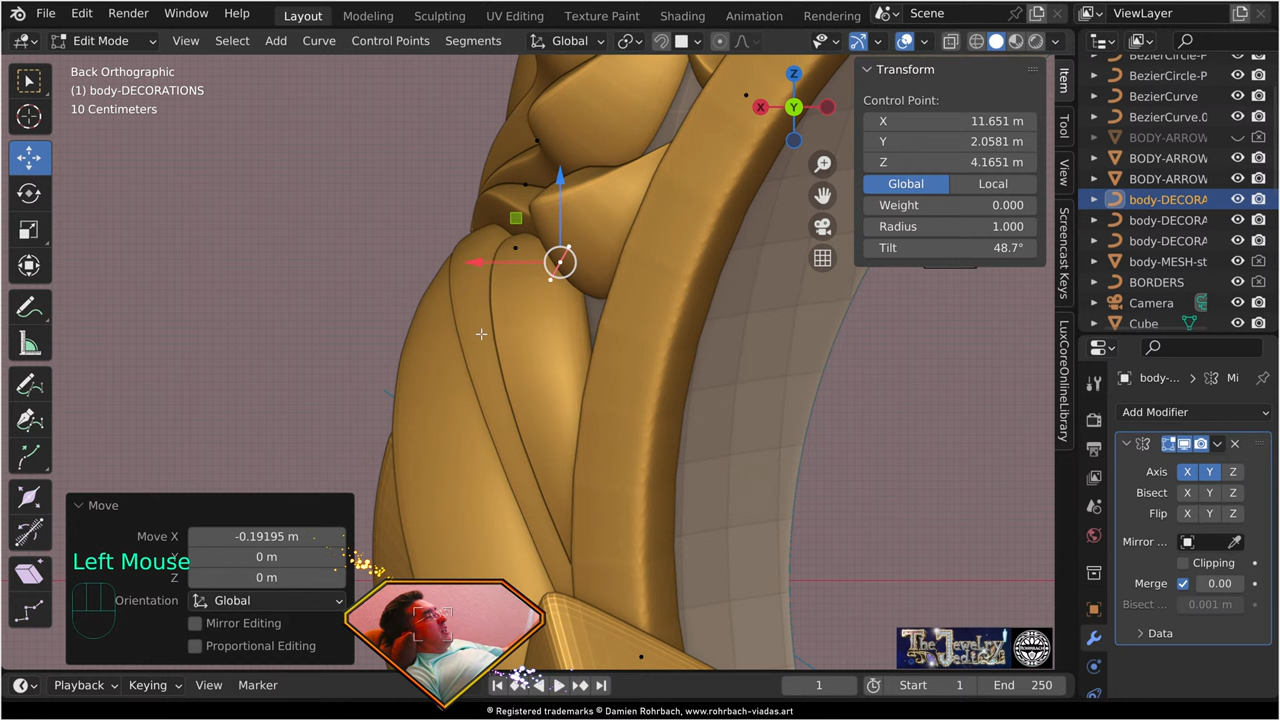 File Edit Render Window Help Layout Modeling Sculpting UV Editing Texture Paint Shading Animation Rendering Scene ViewLayer
Edit Mode View Select Add Curve Control Points Segments Global
Back Orthographic
(1) body-DECORATIONS
10 Centimeters
Transform
Control Point:
X 11.651 m
Y 2.0581 m
Z 4.1651 m
Global Local
Weight 0.000
Radius 1.000
Tilt 48.7°
X
Y
Z
Item
Tool
View
Screencast Keys
LuxCoreOnlineLibrary
BezierCircle-P
BezierCircle-P
BezierCurve
BezierCurve.0
BODY-ARROW
BODY-ARROW
BODY-ARROW
body-DECORA
body-DECORA
body-DECORA
body-MESH-st
BORDERS
Camera
Cube
body-... Mi
Add Modifier
Axis X Y Z
Bisect X Y Z
Flip X Y Z
Mirror ...
Clipping
Merge 0.00
Bisect ... 0.001 m
Data
Move
Move X -0.19195 m
Y 0 m
Z 0 m
Left Mouse
Orientation Global
Mirror Editing
Proportional Editing
The Jewelry
ROHRBACH
Playback Keying View Marker 1 Start 1 End 250
® Registered trademarks © Damien Rohrbach, www.rohrbach-viadas.art